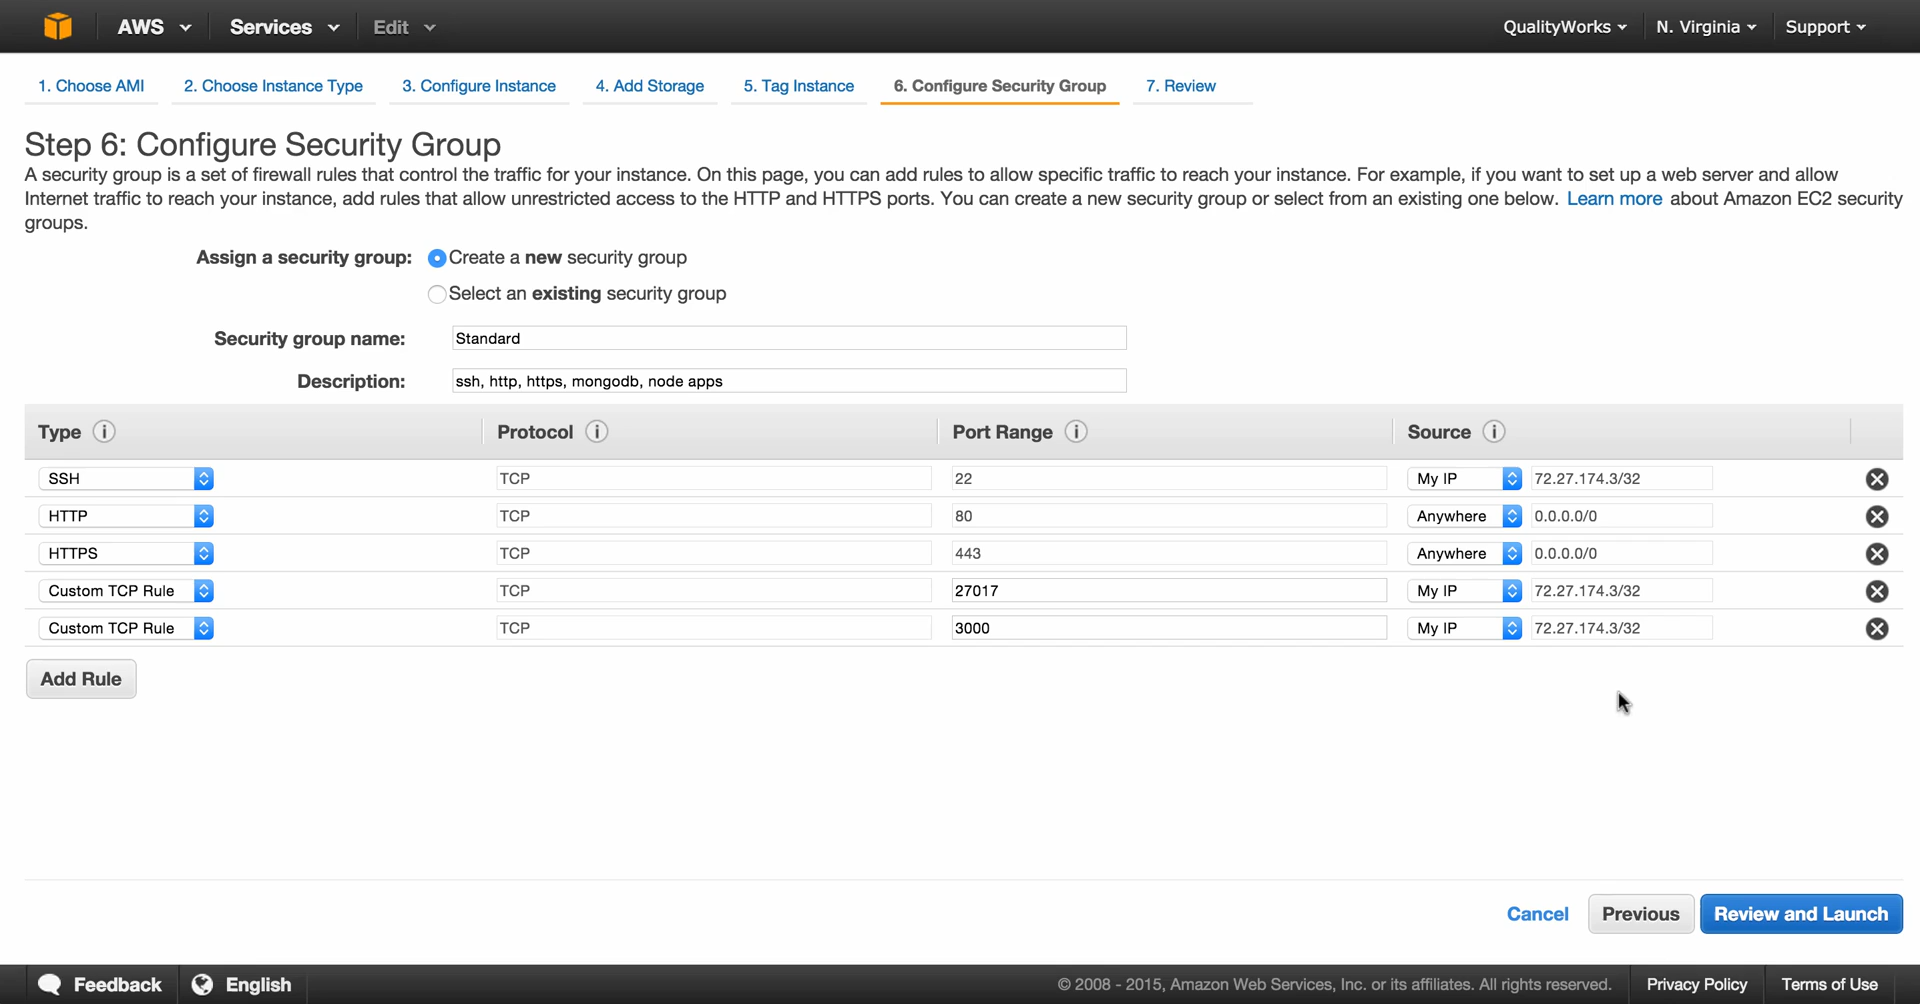 AWS Services Edit QualityWorks N. Virginia Support
1. Choose AMI 2. Choose Instance Type 3. Configure Instance 4. Add Storage 5. Tag Instance 6. Configure Security Group 7. Review
Step 6: Configure Security Group
A security group is a set of firewall rules that control the traffic for your instance. On this page, you can add rules to allow specific traffic to reach your instance. For example, if you want to set up a web server and allow
Internet traffic to reach your instance, add rules that allow unrestricted access to the HTTP and HTTPS ports. You can create a new security group or select from an existing one below. Learn more about Amazon EC2 security
groups.
Assign a security group: Create a new security group
Select an existing security group
Security group name: Standard
Description: ssh, http, https, mongodb, node apps
Type i Protocol i Port Range i Source i
SSH TCP 22 My IP 72.27.174.3/32
HTTP TCP 80 Anywhere 0.0.0.0/0
HTTPS TCP 443 Anywhere 0.0.0.0/0
Custom TCP Rule TCP 27017 My IP 72.27.174.3/32
Custom TCP Rule TCP 3000 My IP 72.27.174.3/32
Add Rule
Cancel Previous Review and Launch
Feedback English © 2008 - 2015, Amazon Web Services, Inc. or its affiliates. All rights reserved. Privacy Policy Terms of Use